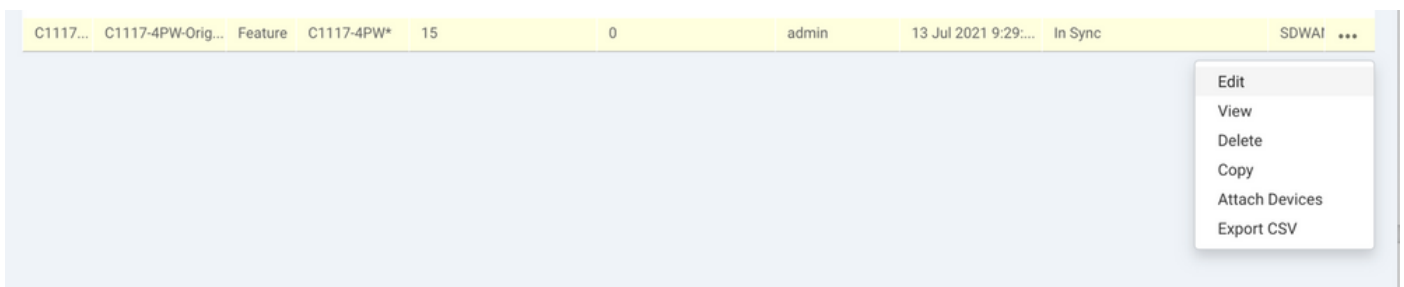 C1117... C1117-4PW-Orig... Feature C1117-4PW* 15 0 admin 13 Jul 2021 9:29:... In Sync SDWAI •••
Edit
View
Delete
Copy
Attach Devices
Export CSV